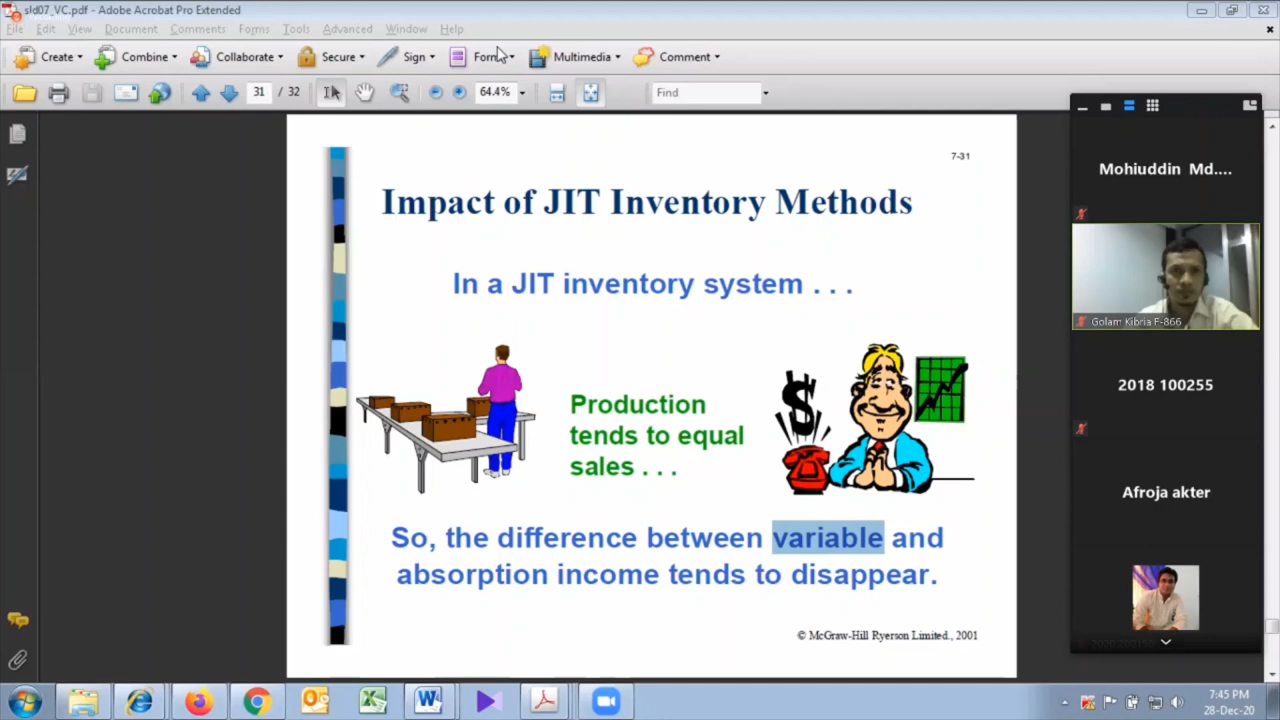 sld07_VC.pdf - Adobe Acrobat Pro Extended
File Edit View Document Comments Forms Tools Advanced Window Help
Create Combine Collaborate Secure Sign Forms Multimedia Comment
31 / 32 64.4% Find
7-31
Impact of JIT Inventory Methods
In a JIT inventory system . . .
Production
tends to equal
sales . . .
$
So, the difference between variable and
absorption income tends to disappear.
© McGraw-Hill Ryerson Limited., 2001
Mohiuddin Md....
Golam Kibria F-866
2018 100255
Afroja akter
7:45 PM
28-Dec-20